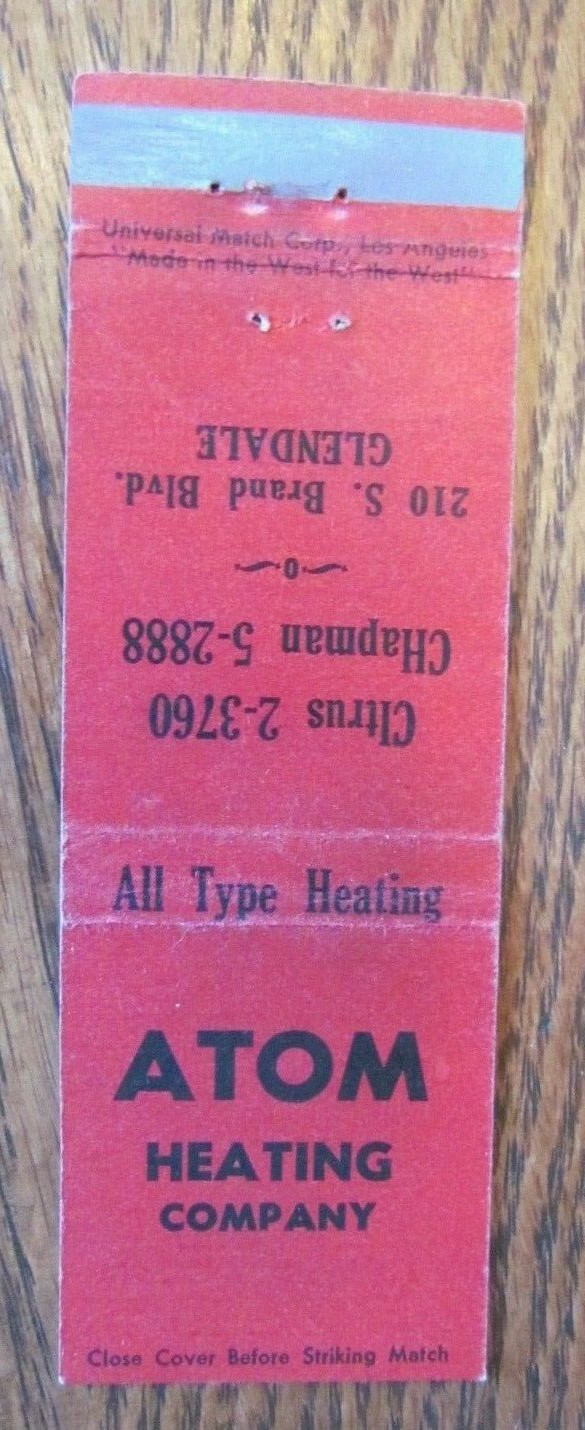 Universal Match Corp., Los Angeles
"Made in the West for the West"
CItrus 2-3760
CHapman 5-2888
0
210 S. Brand Blvd.
GLENDALE
All Type Heating
ATOM
HEATING
COMPANY
Close Cover Before Striking Match